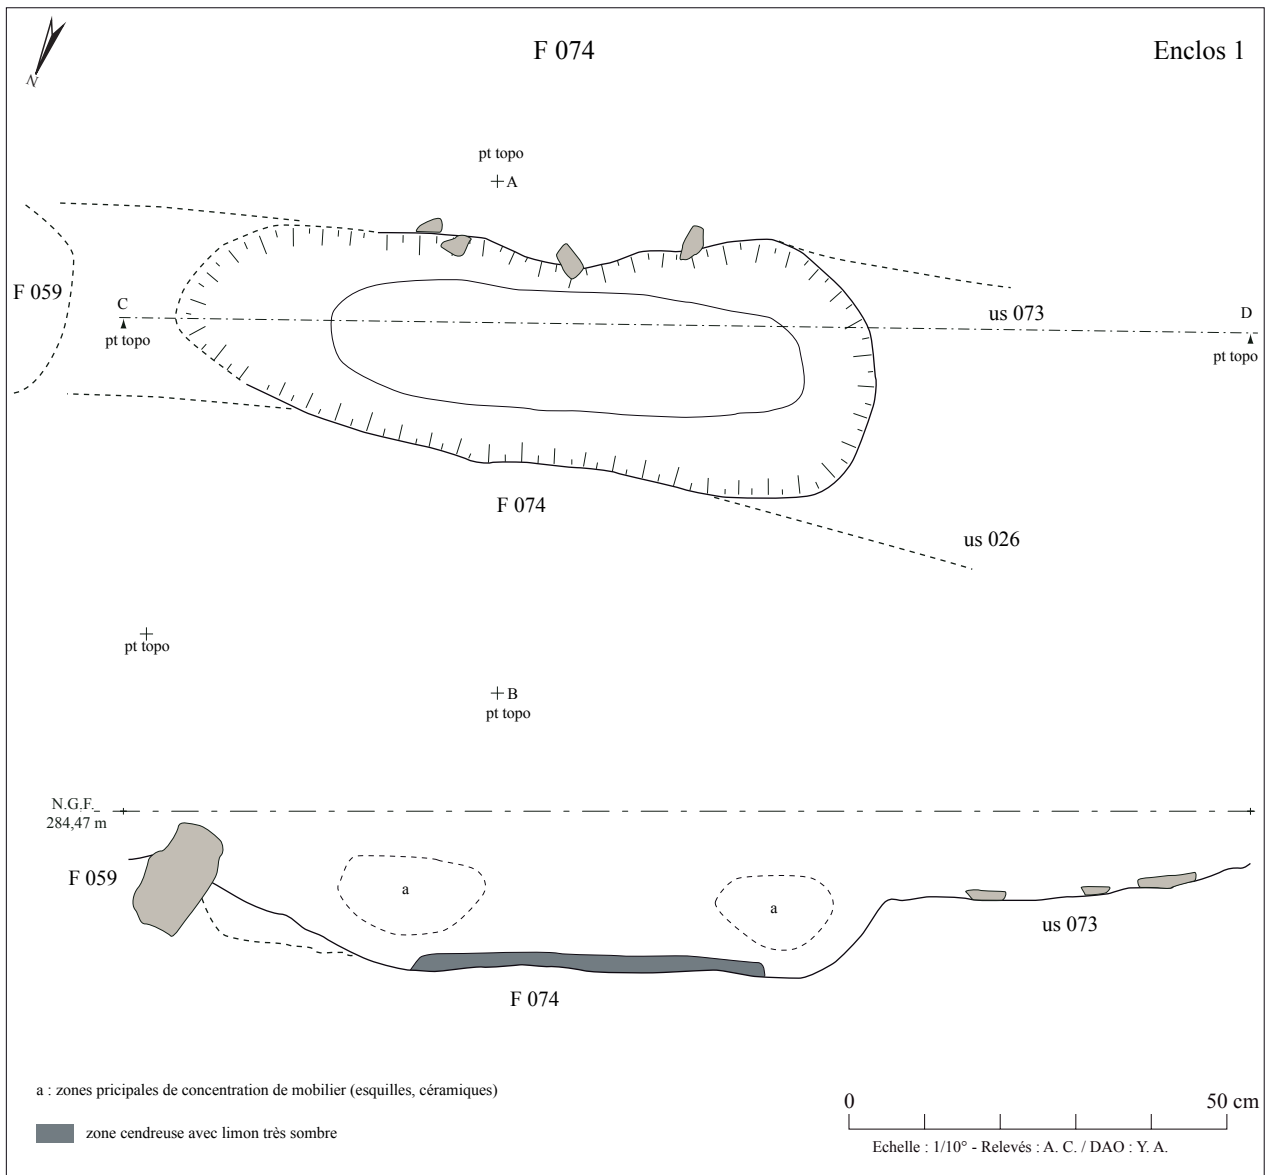 F 074
Enclos 1
N
pt topo
A
F 059
C
pt topo
us 073
D
pt topo
F 074
us 026
pt topo
B
pt topo
N.G.F.
284,47 m
F 059
a
a
us 073
F 074
a : zones pricipales de concentration de mobilier (esquilles, céramiques)
zone cendreuse avec limon très sombre
0 50 cm
Echelle : 1/10° - Relevés : A. C. / DAO : Y. A.